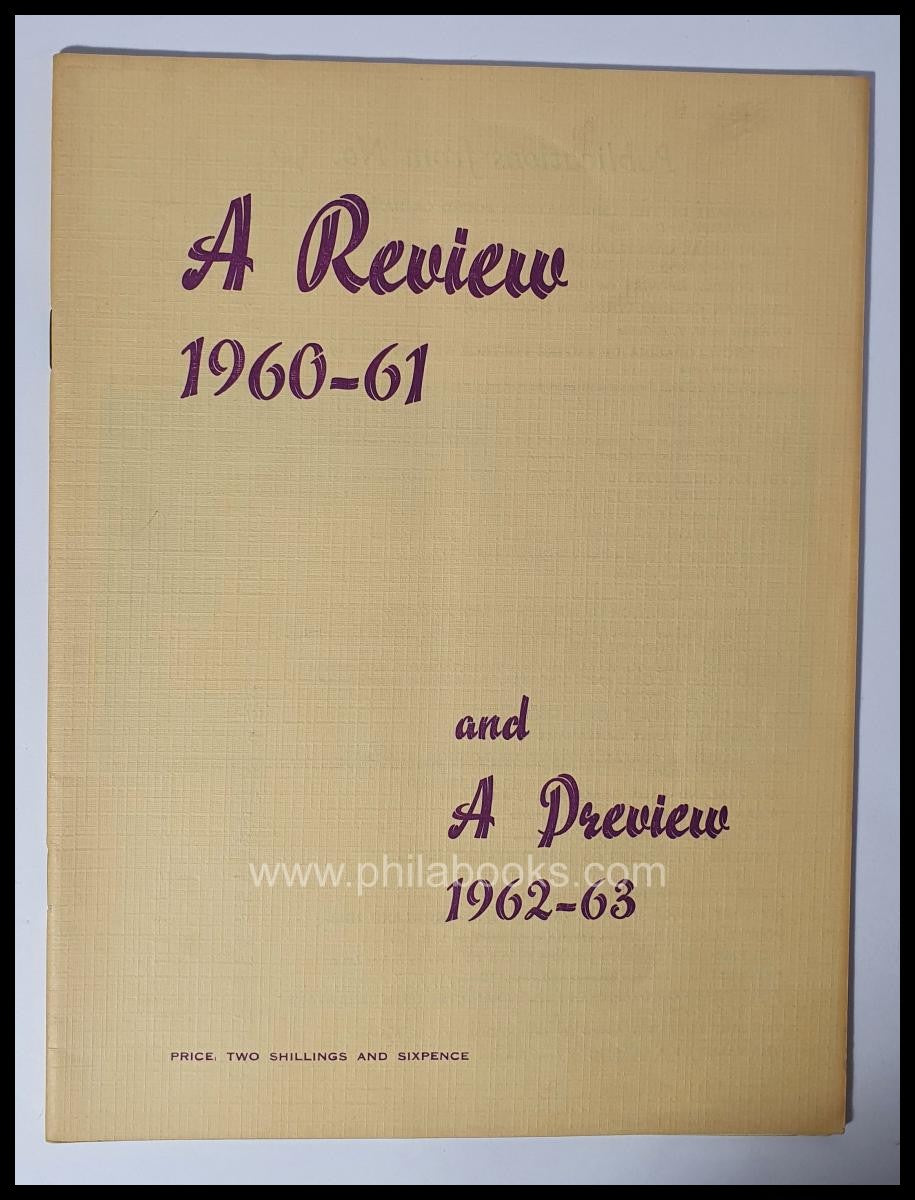 A Review
1960-61
and
A Preview
www.philabooks.com
1962-63
PRICE: TWO SHILLINGS AND SIXPENCE